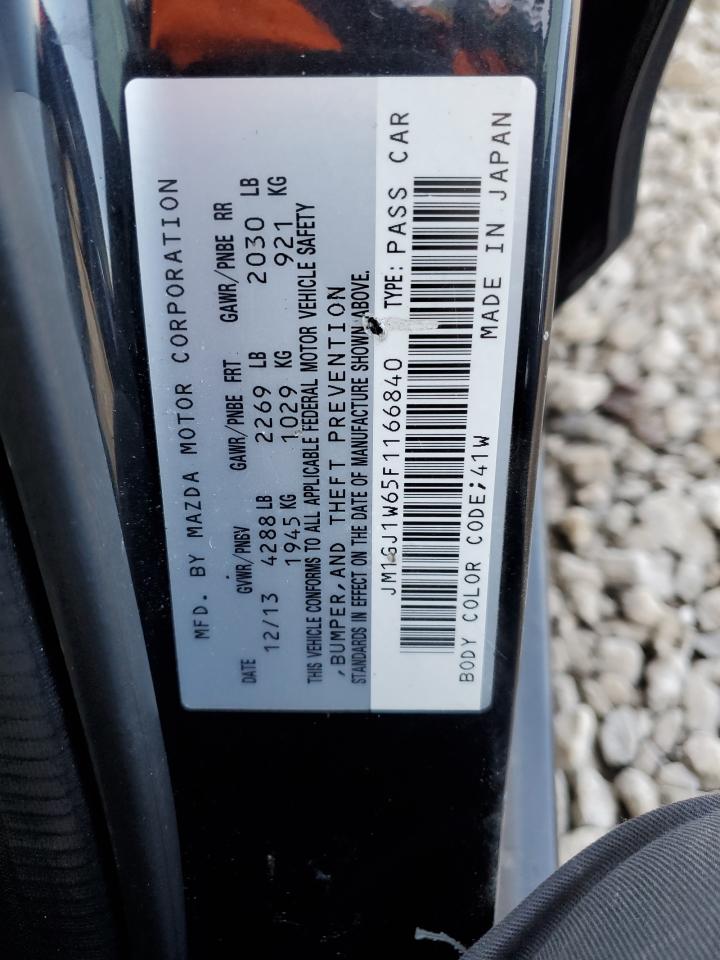 MFD. BY MAZDA MOTOR CORPORATION
DATE GVWR/PNBV GAWR/PNBE FRT GAWR/PNBE RR
12/13 4288 LB 2269 LB 2030 LB
1945 KG 1029 KG 921 KG
THIS VEHICLE CONFORMS TO ALL APPLICABLE FEDERAL MOTOR VEHICLE SAFETY
,BUMPER,AND THEFT PREVENTION
STANDARDS IN EFFECT ON THE DATE OF MANUFACTURE SHOWN ABOVE.
JM1GJ1W65F1166840 TYPE: PASS CAR
BODY COLOR CODE;41W MADE IN JAPAN